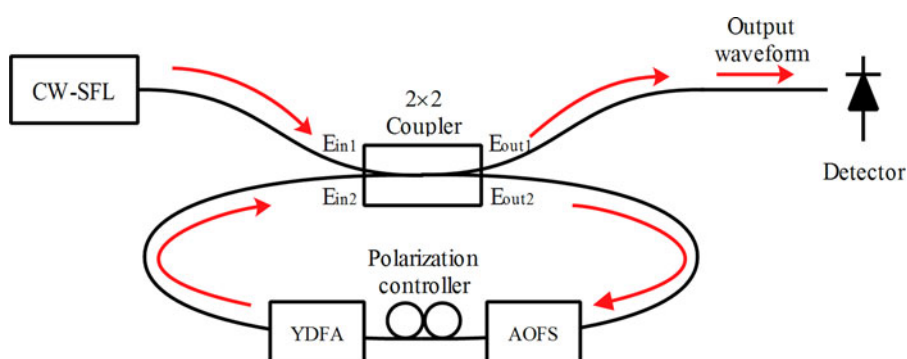 Output
waveform
CW-SFL
2×2
Coupler
Ein1
Eout1
Ein2
Eout2
Detector
Polarization
controller
YDFA
AOFS